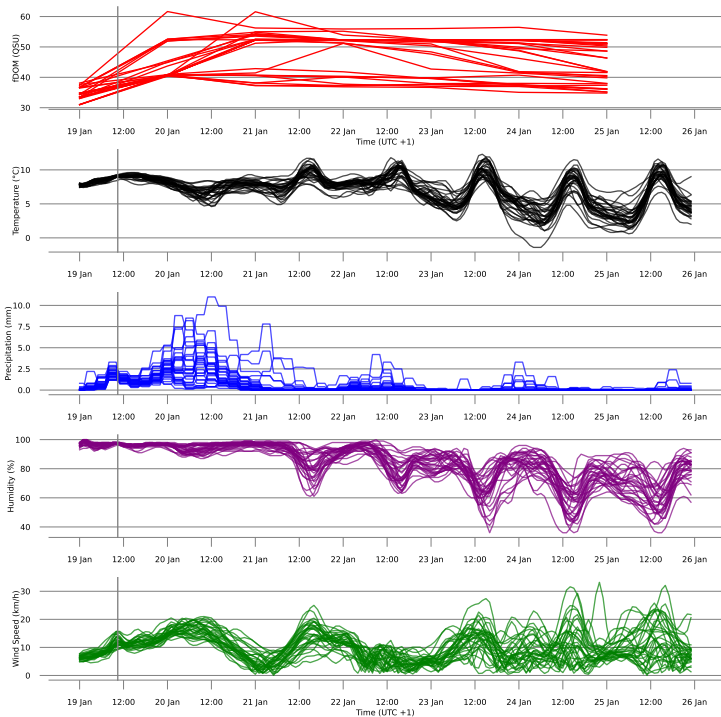 fDOM (QSU)
60
50
40
30
19 Jan 12:00 20 Jan 12:00 21 Jan 12:00 22 Jan 12:00 23 Jan 12:00 24 Jan 12:00 25 Jan 12:00 26 Jan
Time (UTC +1)
Temperature (°C)
10
5
0
19 Jan 12:00 20 Jan 12:00 21 Jan 12:00 22 Jan 12:00 23 Jan 12:00 24 Jan 12:00 25 Jan 12:00 26 Jan
Precipitation (mm)
10.0
7.5
5.0
2.5
0.0
19 Jan 12:00 20 Jan 12:00 21 Jan 12:00 22 Jan 12:00 23 Jan 12:00 24 Jan 12:00 25 Jan 12:00 26 Jan
Humidity (%)
100
80
60
40
19 Jan 12:00 20 Jan 12:00 21 Jan 12:00 22 Jan 12:00 23 Jan 12:00 24 Jan 12:00 25 Jan 12:00 26 Jan
Wind Speed (km/h)
30
20
10
0
19 Jan 12:00 20 Jan 12:00 21 Jan 12:00 22 Jan 12:00 23 Jan 12:00 24 Jan 12:00 25 Jan 12:00 26 Jan
Time (UTC +1)